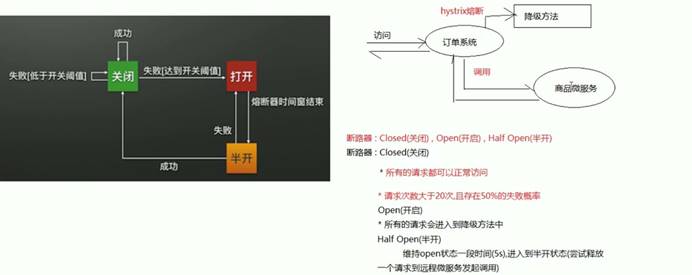 成功
失败[低于开关阈值]
关闭
失败[达到开关阈值]
打开
熔断器时间窗结束
失败
半开
成功
hystrix熔断
降级方法
访问
订单系统
调用
商品微服务
断路器 : Closed(关闭) , Open(开启) , Half Open(半开)
断路器 : Closed(关闭)
* 所有的请求都可以正常访问
* 请求次数大于20次,且存在50%的失败概率
Open(开启)
* 所有的请求会进入到降级方法中
Half Open(半开)
维持open状态一段时间(5s),进入到半开状态(尝试释放
一个请求到远程微服务发起调用)